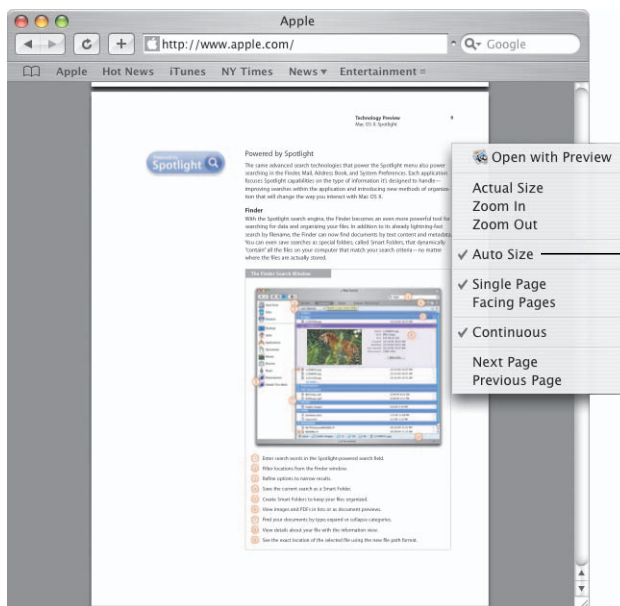 Apple
http://www.apple.com/
Google
Apple Hot News iTunes NY Times News Entertainment
Technology Preview
Mac OS X: Spotlight
Spotlight
Powered by Spotlight
The same advanced search technologies that power the Spotlight menu also power
searching in the Finder, Mail, Address Book, and System Preferences. Each application
focuses Spotlight capabilities on the type of information it's designed to handle—
improving searches within the application and introducing new methods of organiza-
tion that will change the way you interact with Mac OS X.
Finder
With the Spotlight search engine, the Finder becomes an even more powerful tool for
searching for data and organizing your files. In addition to its already lightning-fast
search by filename, the Finder can now find documents by text content and metadata.
You can even save searches as special folders, called Smart Folders, that dynamically
"contain" all the files on your computer that match your search criteria—no matter
where the files are actually stored.
The Finder Search Window
Enter search words in the Spotlight-powered search field.
Filter locations from the Finder window.
Refine options to narrow results.
Save the current search as a Smart Folder.
Create Smart Folders to keep your files organized.
View images and PDFs in lists or as document previews.
Find your documents by type; expand or collapse categories.
View details about your file with the information view.
See the exact location of the selected file using the new file path format.
Open with Preview
Actual Size
Zoom In
Zoom Out
Auto Size
Single Page
Facing Pages
Continuous
Next Page
Previous Page